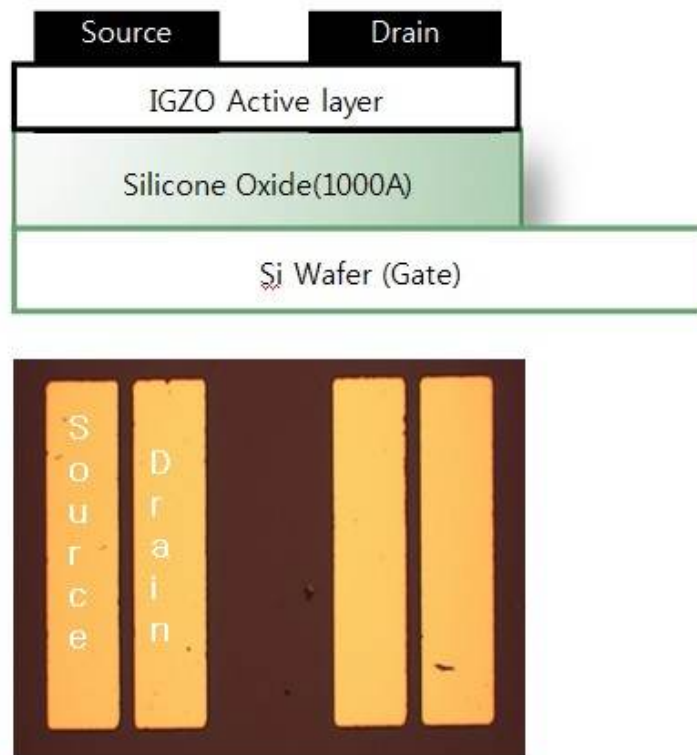 Source
Drain
IGZO Active layer
Silicone Oxide(1000A)
Si Wafer (Gate)
Source
Drain